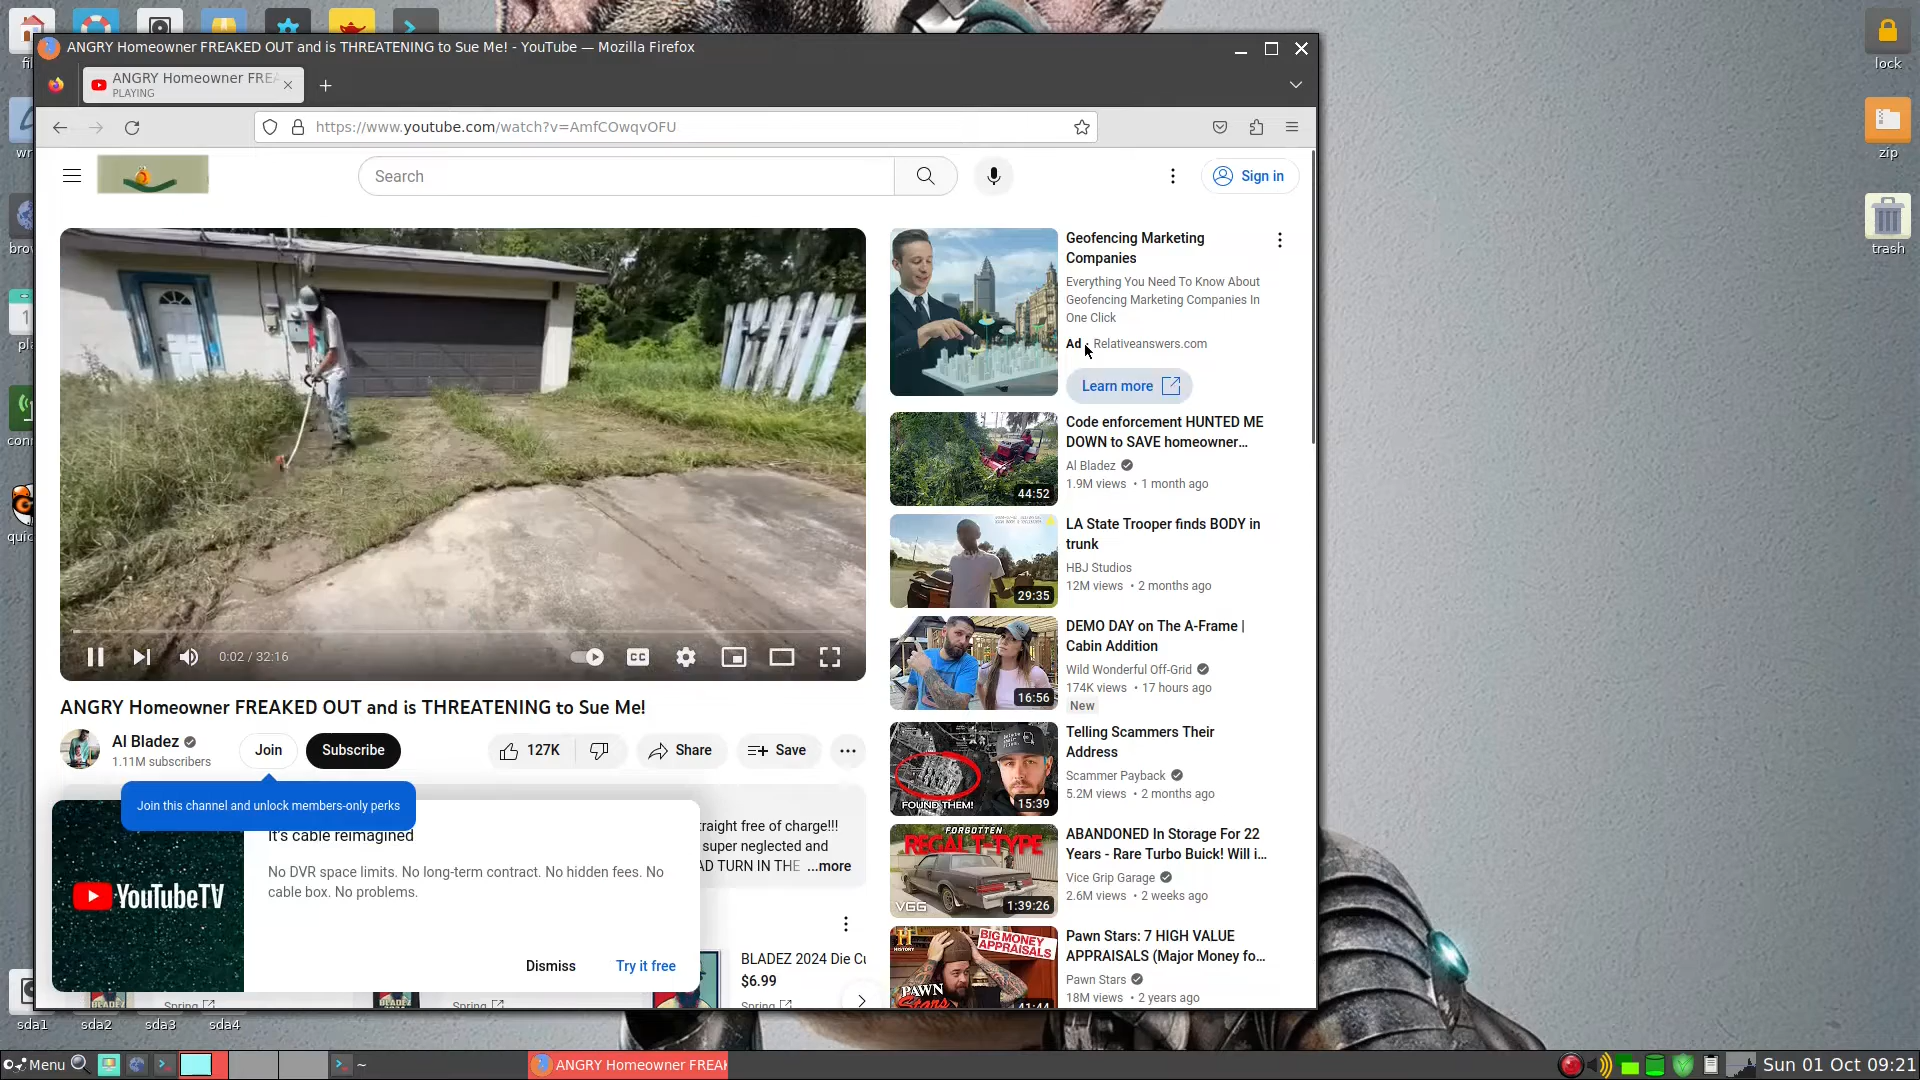 ANGRY Homeowner FREAKED OUT and is THREATENING to Sue Me! - YouTube — Mozilla Firefox
ANGRY Homeowner FREA
PLAYING
https://www.youtube.com/watch?v=AmfCOwqvOFU
Search
Sign in
lock
zip
trash
Geofencing Marketing
Companies
Everything You Need To Know About
Geofencing Marketing Companies In
One Click
Ad · Relativeanswers.com
Learn more
Code enforcement HUNTED ME
DOWN to SAVE homeowner...
Al Bladez
1.9M views • 1 month ago
44:52
LA State Trooper finds BODY in
trunk
HBJ Studios
12M views • 2 months ago
29:35
DEMO DAY on The A-Frame |
Cabin Addition
Wild Wonderful Off-Grid
174K views • 17 hours ago
New
16:56
Telling Scammers Their
Address
Scammer Payback
5.2M views • 2 months ago
FOUND THEM!
15:39
ABANDONED In Storage For 22
Years - Rare Turbo Buick! Will i...
Vice Grip Garage
2.6M views • 2 weeks ago
FORGOTTEN
REGAL T-TYPE
VGG
1:39:26
Pawn Stars: 7 HIGH VALUE
APPRAISALS (Major Money fo...
Pawn Stars
18M views • 2 years ago
HISTORY
BIG MONEY
APPRAISALS
PAWN
Stars
41:44
0:02 / 32:16
CC
ANGRY Homeowner FREAKED OUT and is THREATENING to Sue Me!
Al Bladez
1.11M subscribers
Join
Subscribe
127K
Share
Save
Join this channel and unlock members-only perks
It's cable reimagined
No DVR space limits. No long-term contract. No hidden fees. No
cable box. No problems.
YouTubeTV
Dismiss
Try it free
traight free of charge!!!
super neglected and
AD TURN IN THE ...more
BLADEZ 2024 Die Cu
$6.99
Spring
Spring
Spring
sda1
sda2
sda3
sda4
Menu
~
ANGRY Homeowner FREAK
Sun 01 Oct 09:21